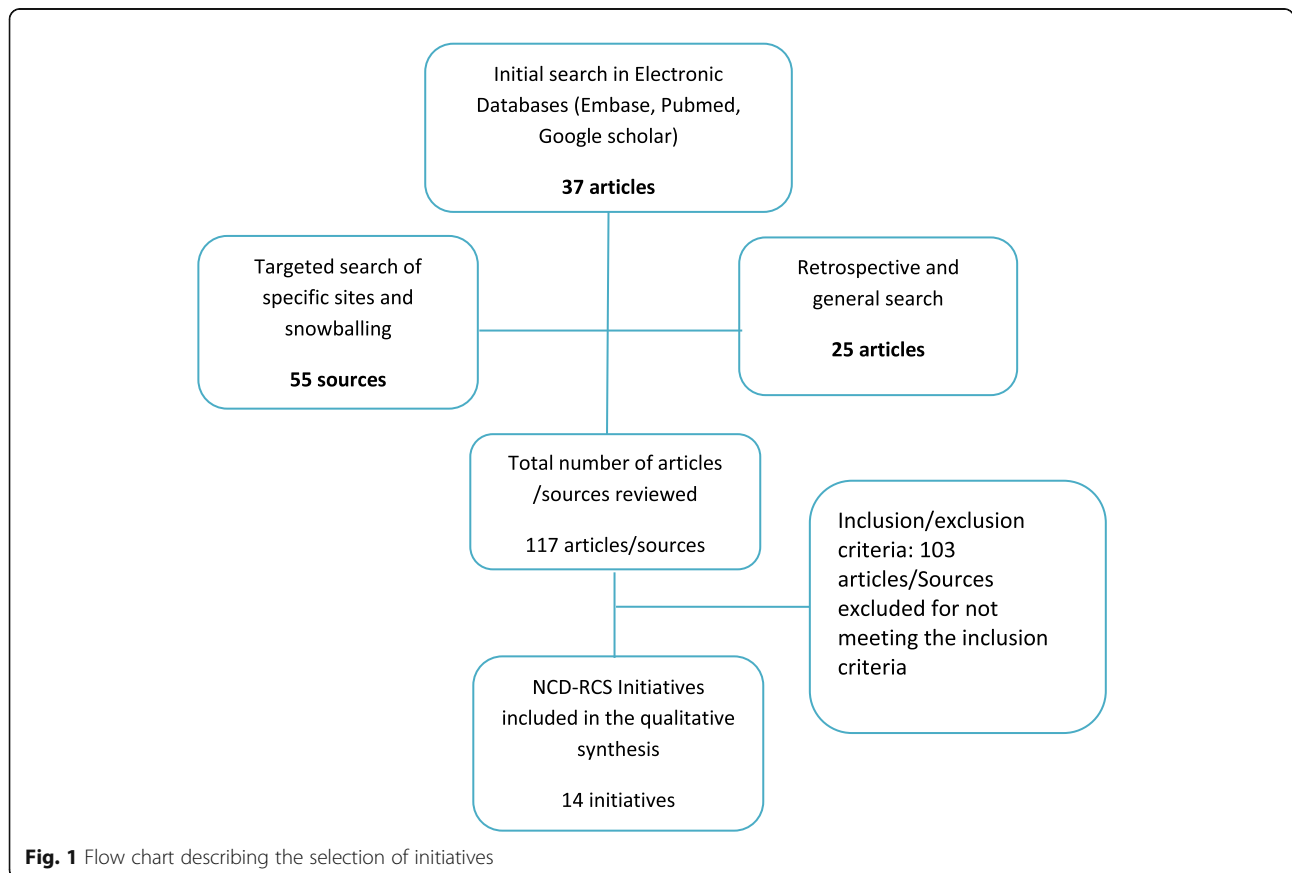 Initial search in Electronic
Databases (Embase, Pubmed,
Google scholar)
37 articles
Targeted search of
specific sites and
snowballing
55 sources
Retrospective and
general search
25 articles
Total number of articles
/sources reviewed
117 articles/sources
Inclusion/exclusion
criteria: 103
articles/Sources
excluded for not
meeting the inclusion
criteria
NCD-RCS Initiatives
included in the qualitative
synthesis
14 initiatives
Fig. 1 Flow chart describing the selection of initiatives